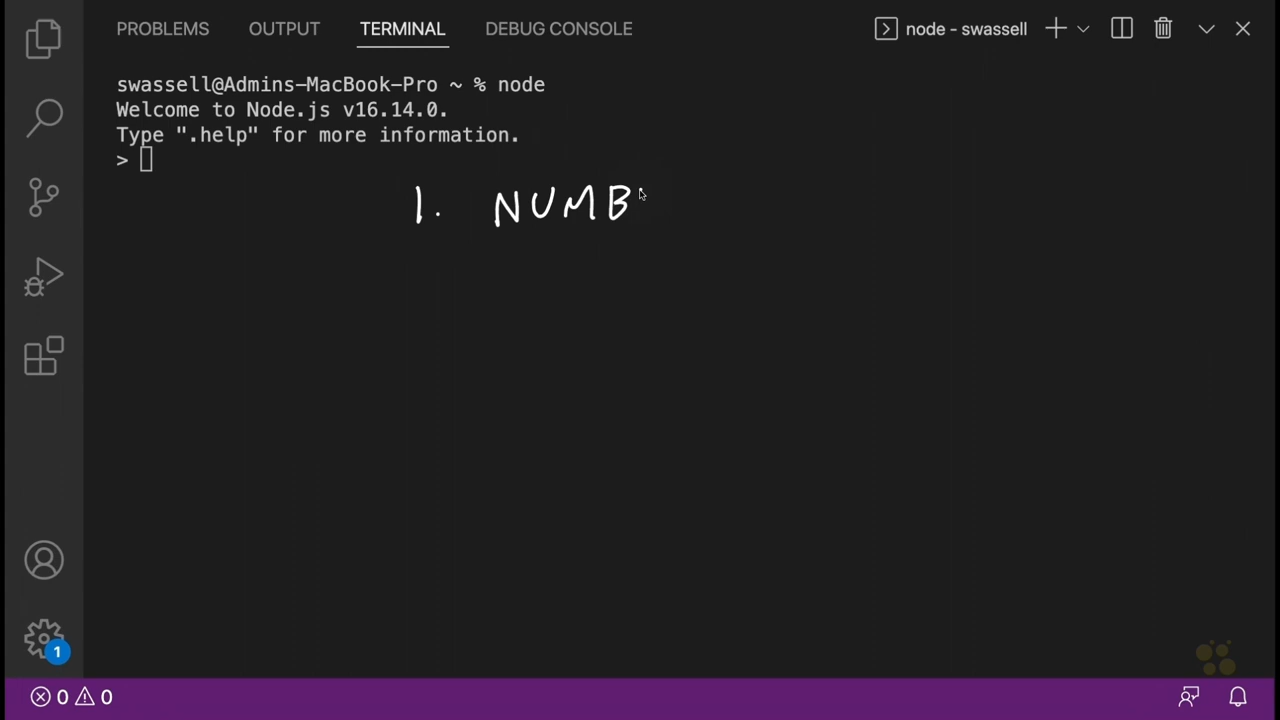 PROBLEMS OUTPUT TERMINAL DEBUG CONSOLE node - swassell
swassell@Admins-MacBook-Pro ~ % node
Welcome to Node.js v16.14.0.
Type ".help" for more information.
>
1. NUMB
1
0 0